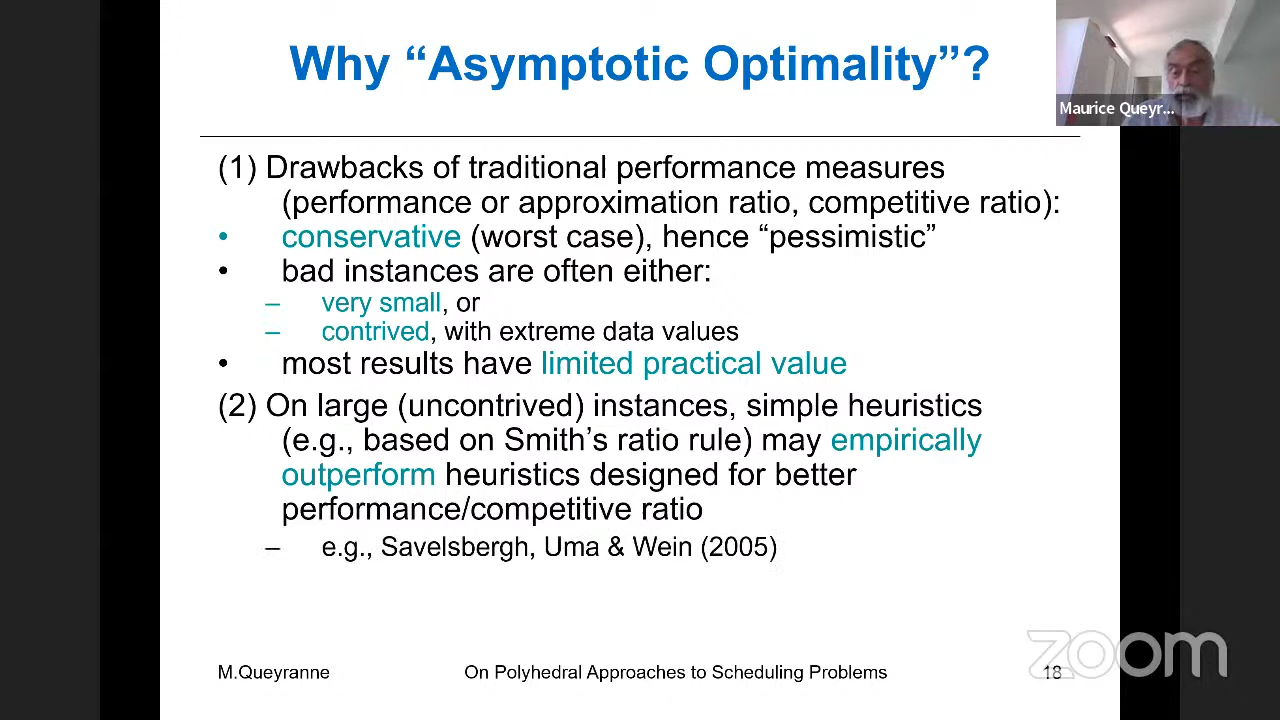 Why “Asymptotic Optimality”?
Maurice Queyr...
(1) Drawbacks of traditional performance measures
(performance or approximation ratio, competitive ratio):
• conservative (worst case), hence “pessimistic”
• bad instances are often either:
– very small, or
– contrived, with extreme data values
• most results have limited practical value
(2) On large (uncontrived) instances, simple heuristics
(e.g., based on Smith’s ratio rule) may empirically
outperform heuristics designed for better
performance/competitive ratio
– e.g., Savelsbergh, Uma & Wein (2005)
zoom
M.Queyranne
On Polyhedral Approaches to Scheduling Problems
18